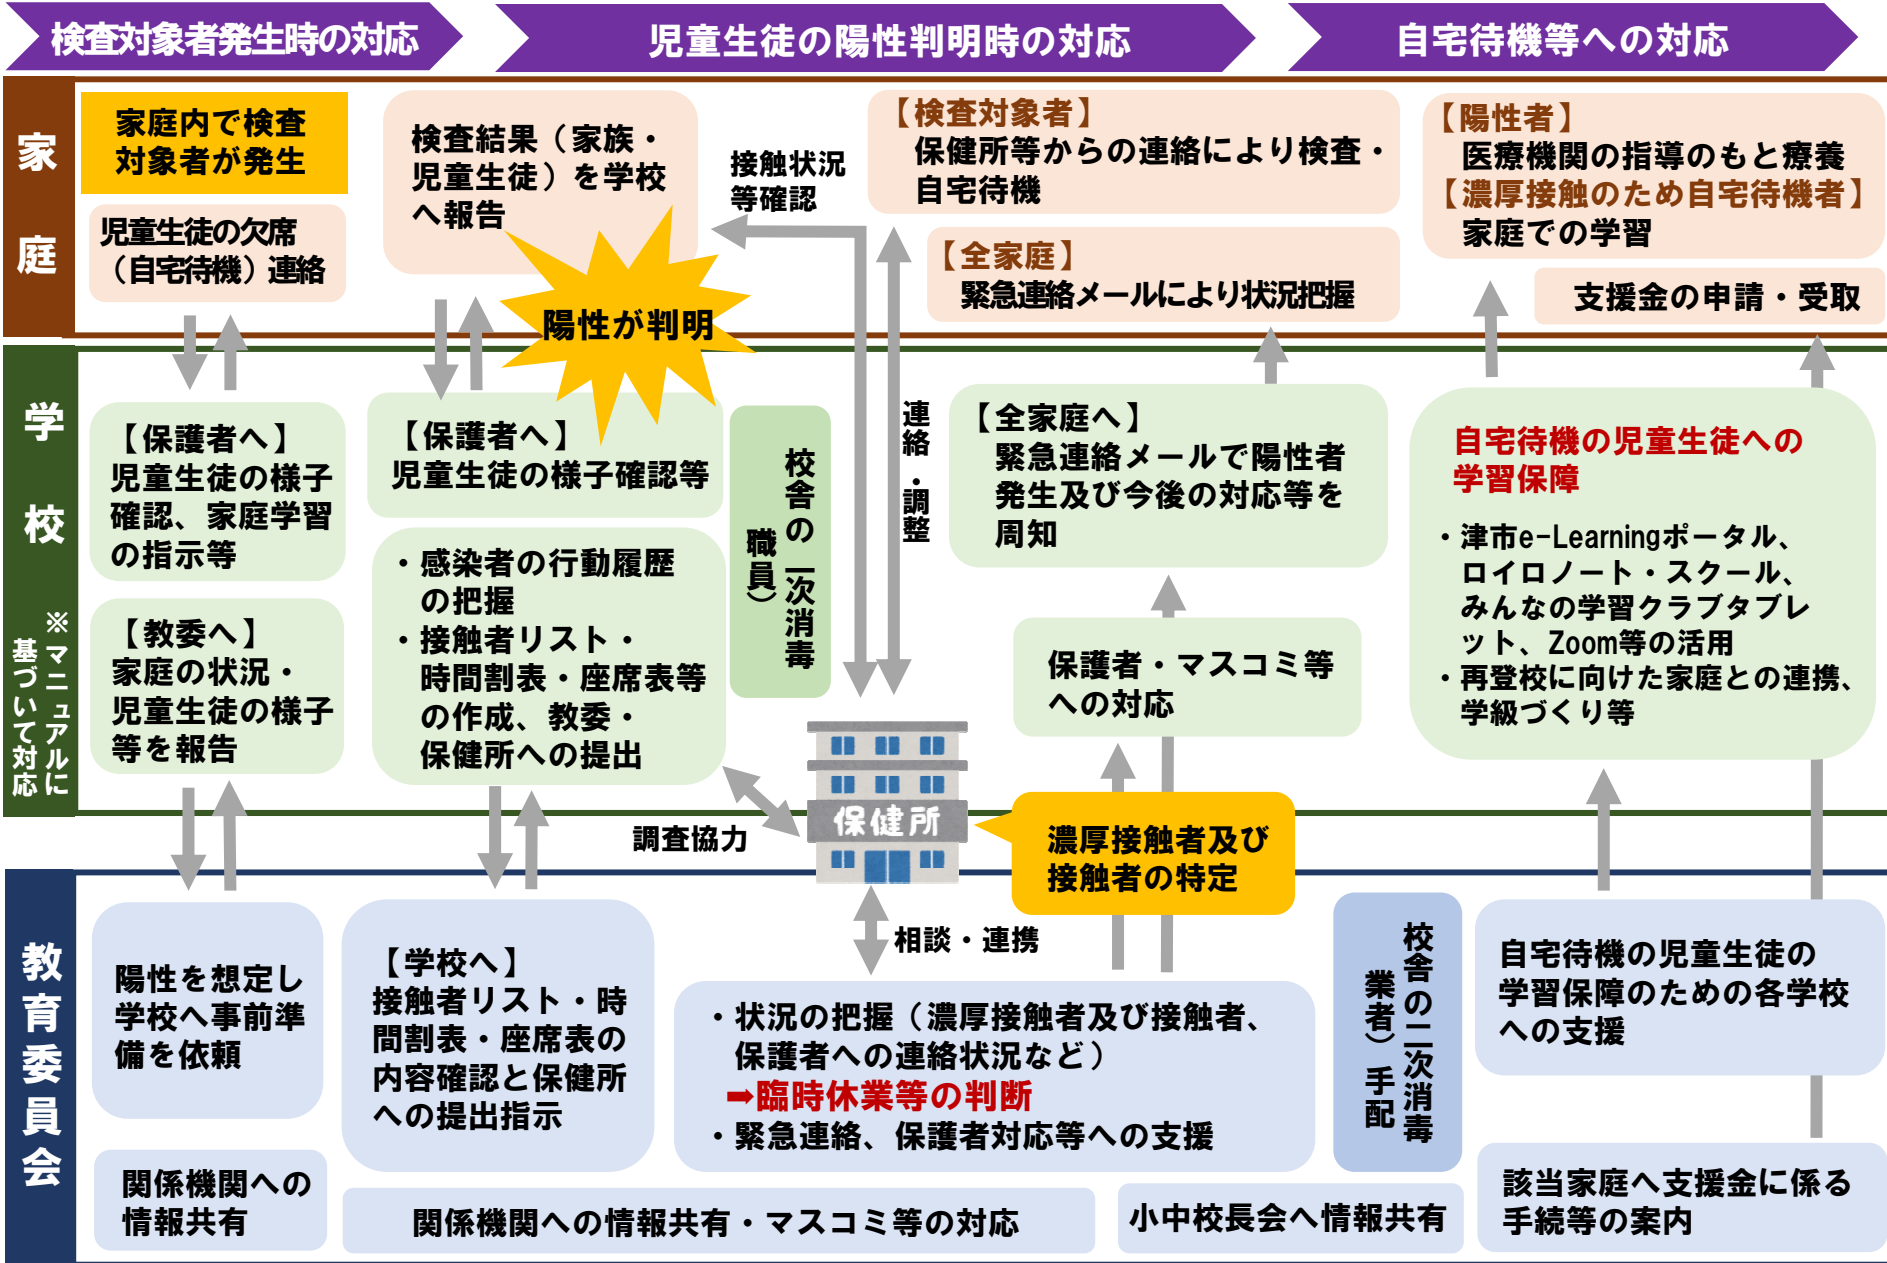 検査対象者発生時の対応
児童生徒の陽性判明時の対応
自宅待機等への対応
家庭
家庭内で検査
対象者が発生
児童生徒の欠席
（自宅待機）連絡
検査結果（家族・
児童生徒）を学校
へ報告
陽性が判明
接触状況
等確認
【検査対象者】
保健所等からの連絡により検査・
自宅待機
【全家庭】
緊急連絡メールにより状況把握
【陽性者】
医療機関の指導のもと療養
【濃厚接触のため自宅待機者】
家庭での学習
支援金の申請・受取
学校
※マニュアルに
基づいて対応
【保護者へ】
児童生徒の様子
確認、家庭学習
の指示等
【教委へ】
家庭の状況・
児童生徒の様子
等を報告
【保護者へ】
児童生徒の様子確認等
・感染者の行動履歴
の把握
・接触者リスト・
時間割表・座席表等
の作成、教委・
保健所への提出
校舎の一次消毒
職員）
連絡・調整
【全家庭へ】
緊急連絡メールで陽性者
発生及び今後の対応等を
周知
保護者・マスコミ等
への対応
自宅待機の児童生徒への
学習保障
・津市e-Learningポータル、
ロイロノート・スクール、
みんなの学習クラブタブレ
ット、Zoom等の活用
・再登校に向けた家庭との連携、
学級づくり等
調査協力
保健所
濃厚接触者及び
接触者の特定
相談・連携
教育委員会
陽性を想定し
学校へ事前準
備を依頼
関係機関への
情報共有
【学校へ】
接触者リスト・時
間割表・座席表の
内容確認と保健所
への提出指示
・状況の把握（濃厚接触者及び接触者、
保護者への連絡状況など）
➡臨時休業等の判断
・緊急連絡、保護者対応等への支援
関係機関への情報共有・マスコミ等の対応
小中校長会へ情報共有
校舎の二次消毒
業者）手配
自宅待機の児童生徒の
学習保障のための各学校
への支援
該当家庭へ支援金に係る
手続等の案内